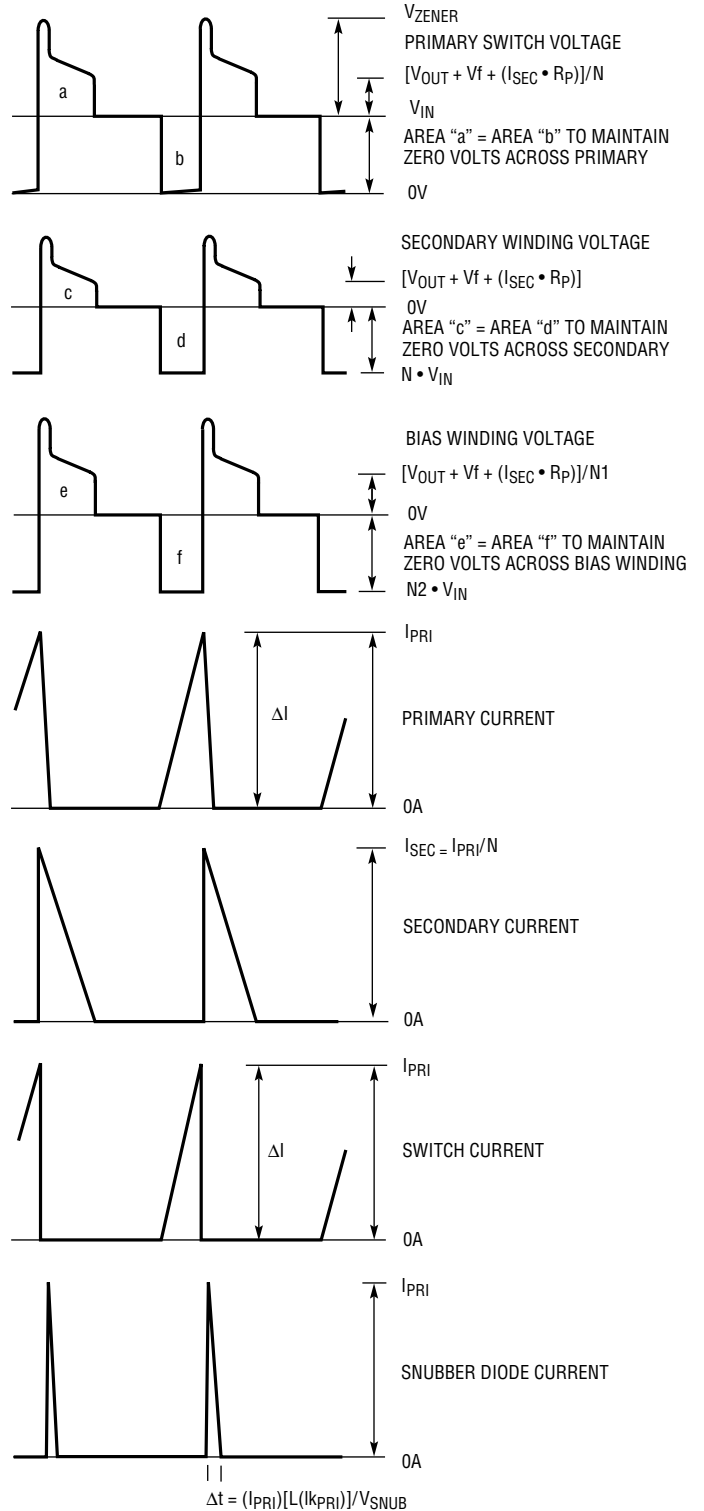 VZENER
PRIMARY SWITCH VOLTAGE
[VOUT + Vf + (ISEC • RP)]/N
a
VIN
AREA “a” = AREA “b” TO MAINTAIN
ZERO VOLTS ACROSS PRIMARY
b
0V
SECONDARY WINDING VOLTAGE
[VOUT + Vf + (ISEC • RP)]
c
0V
AREA “c” = AREA “d” TO MAINTAIN
ZERO VOLTS ACROSS SECONDARY
d
N • VIN
BIAS WINDING VOLTAGE
[VOUT + Vf + (ISEC • RP)]/N1
e
0V
AREA “e” = AREA “f” TO MAINTAIN
ZERO VOLTS ACROSS BIAS WINDING
f
N2 • VIN
IPRI
ΔI
PRIMARY CURRENT
0A
ISEC = IPRI/N
SECONDARY CURRENT
0A
IPRI
ΔI
SWITCH CURRENT
0A
IPRI
SNUBBER DIODE CURRENT
0A
Δt = (IPRI)[L(lkPRI)]/VSNUB